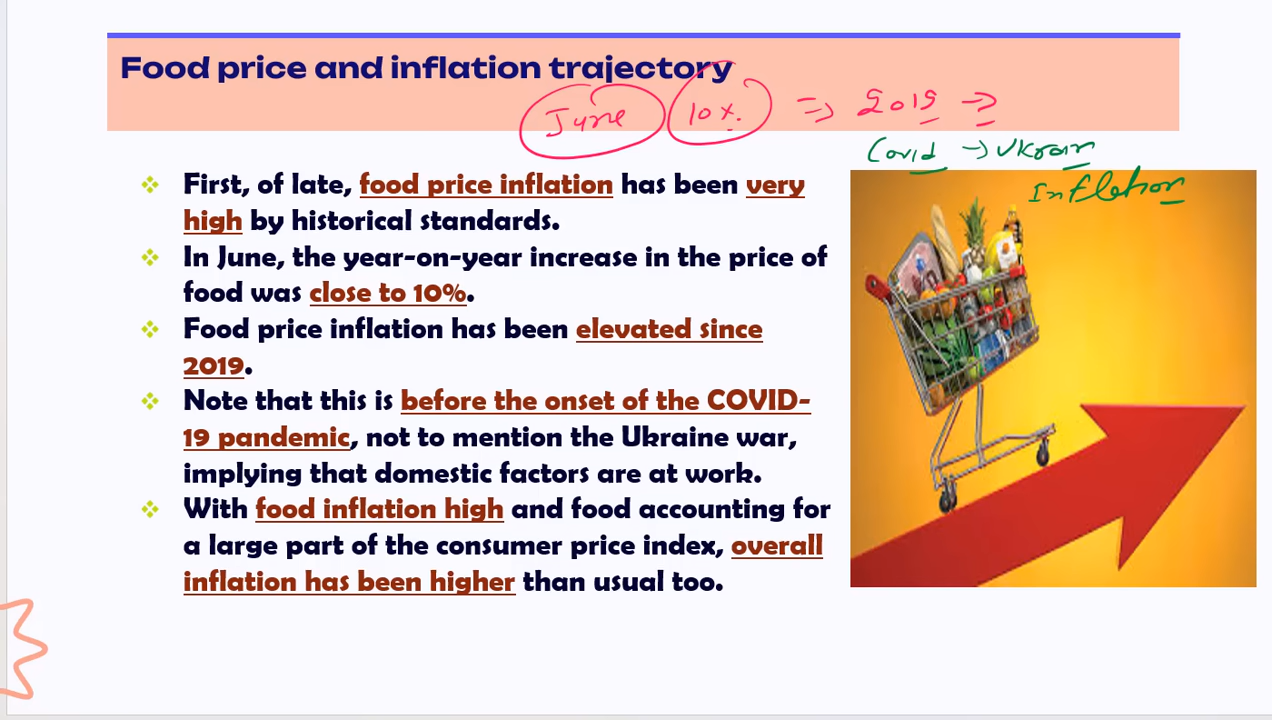 Food price and inflation trajectory
June 10%. ⇒ 2019 ⇒
Covid → Ukrain
Inflation
❖ First, of late, food price inflation has been very
high by historical standards.
❖ In June, the year-on-year increase in the price of
food was close to 10%.
❖ Food price inflation has been elevated since
2019.
❖ Note that this is before the onset of the COVID-
19 pandemic, not to mention the Ukraine war,
implying that domestic factors are at work.
❖ With food inflation high and food accounting for
a large part of the consumer price index, overall
inflation has been higher than usual too.